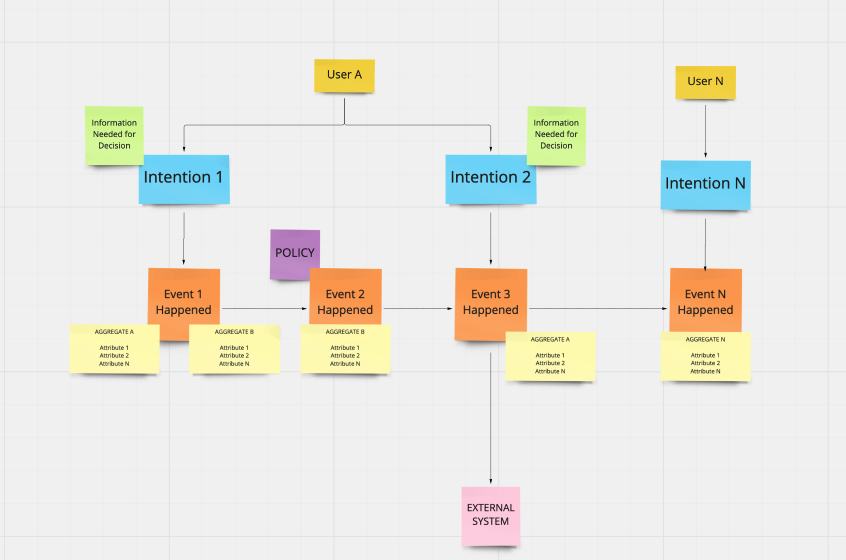 User A
User N
Information
Needed for
Decision
Information
Needed for
Decision
Intention 1
Intention 2
Intention N
POLICY
Event 1
Happened
Event 2
Happened
Event 3
Happened
Event N
Happened
AGGREGATE A
Attribute 1
Attribute 2
Attribute N
AGGREGATE B
Attribute 1
Attribute 2
Attribute N
AGGREGATE B
Attribute 1
Attribute 2
Attribute N
AGGREGATE A
Attribute 1
Attribute 2
Attribute N
AGGREGATE N
Attribute 1
Attribute 2
Attribute N
EXTERNAL
SYSTEM